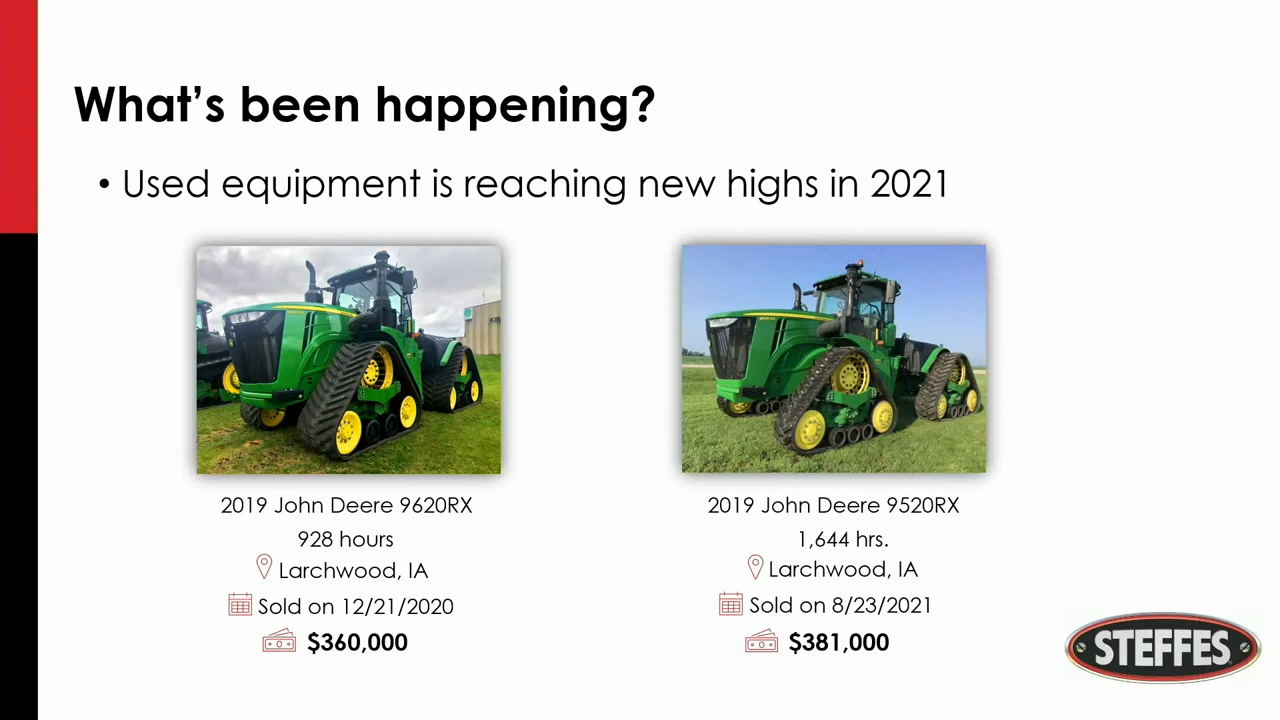 What's been happening?
• Used equipment is reaching new highs in 2021
2019 John Deere 9620RX
928 hours
Larchwood, IA
Sold on 12/21/2020
$360,000
2019 John Deere 9520RX
1,644 hrs.
Larchwood, IA
Sold on 8/23/2021
$381,000
STEFFES